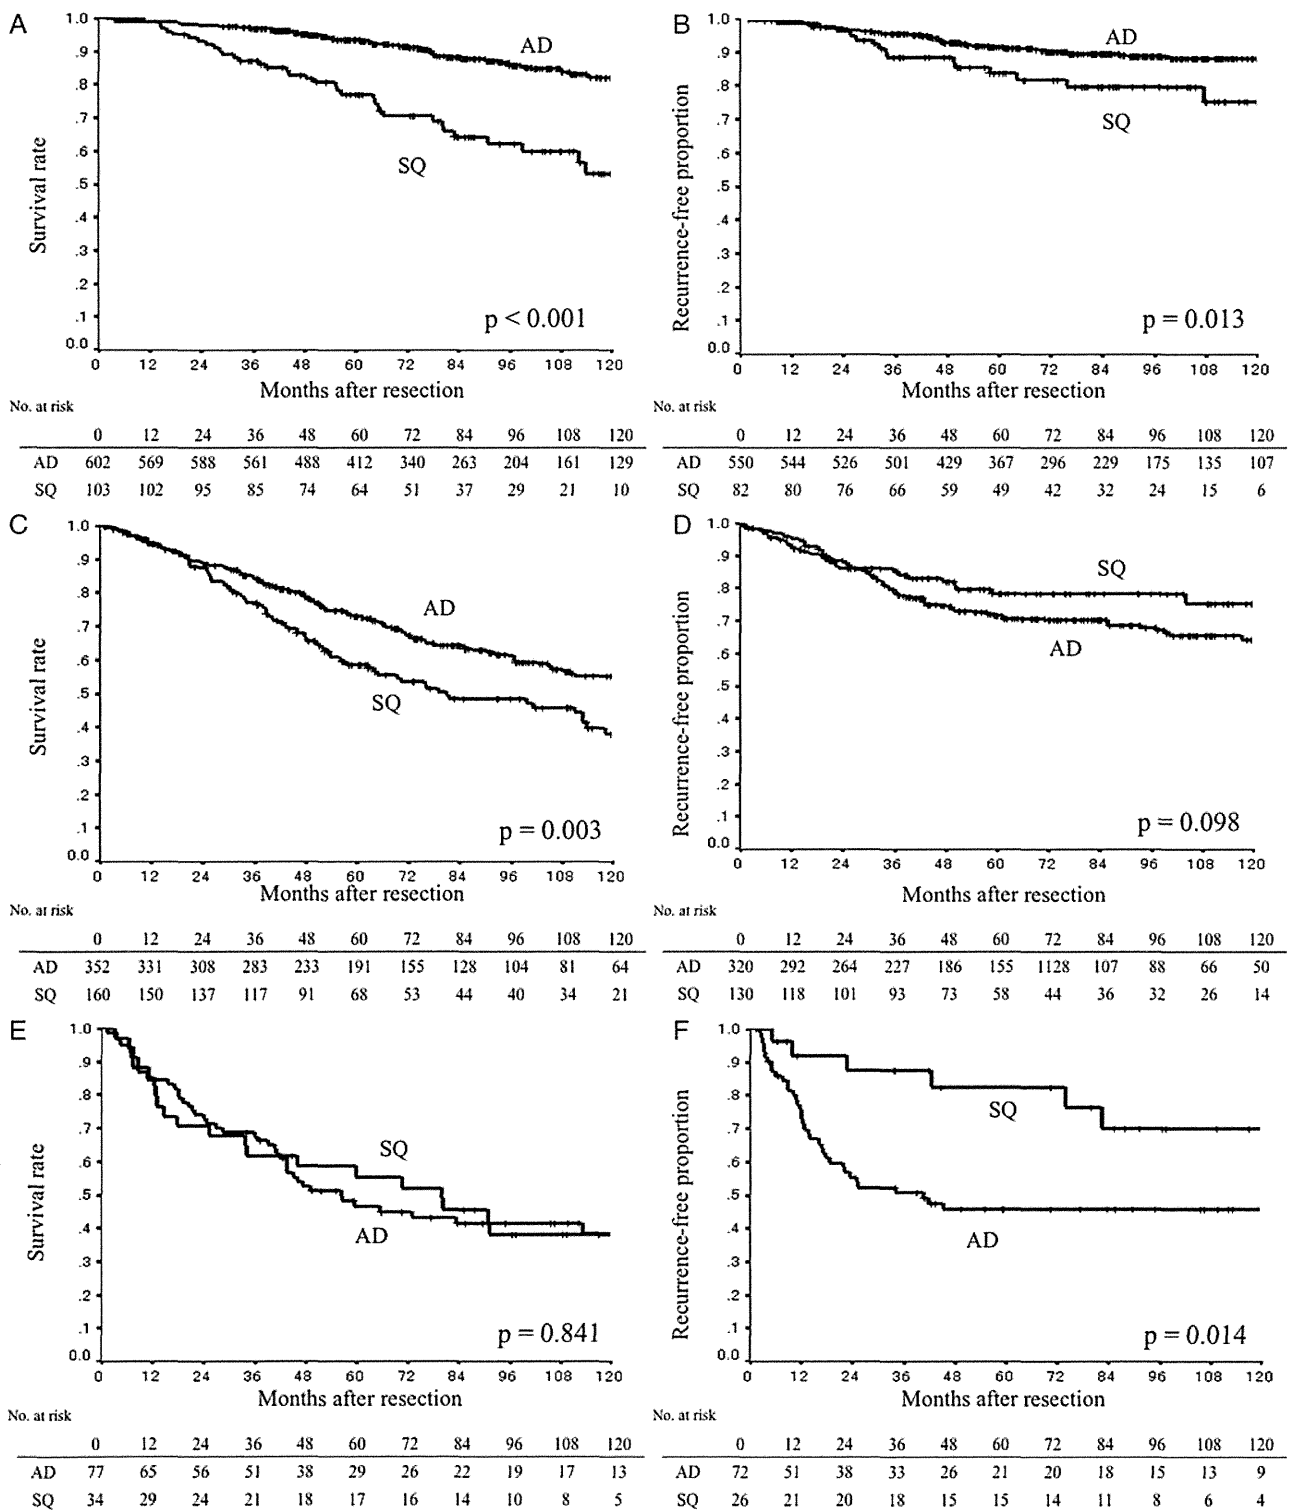 A
1.0
.9
.8
.7
.6
.5
.4
.3
.2
.1
0.0
Survival rate
AD
SQ
p < 0.001
0 12 24 36 48 60 72 84 96 108 120
Months after resection
No. at risk
0 12 24 36 48 60 72 84 96 108 120
AD 602 569 588 561 488 412 340 263 204 161 129
SQ 103 102 95 85 74 64 51 37 29 21 10
B
1.0
.9
.8
.7
.6
.5
.4
.3
.2
.1
0.0
Recurrence-free proportion
AD
SQ
p = 0.013
0 12 24 36 48 60 72 84 96 108 120
Months after resection
No. at risk
0 12 24 36 48 60 72 84 96 108 120
AD 550 544 526 501 429 367 296 229 175 135 107
SQ 82 80 76 66 59 49 42 32 24 15 6
C
1.0
.9
.8
.7
.6
.5
.4
.3
.2
.1
0.0
Survival rate
AD
SQ
p = 0.003
0 12 24 36 48 60 72 84 96 108 120
Months after resection
No. at risk
0 12 24 36 48 60 72 84 96 108 120
AD 352 331 308 283 233 191 155 128 104 81 64
SQ 160 150 137 117 91 68 53 44 40 34 21
D
1.0
.9
.8
.7
.6
.5
.4
.3
.2
.1
0.0
Recurrence-free proportion
SQ
AD
p = 0.098
0 12 24 36 48 60 72 84 96 108 120
Months after resection
No. at risk
0 12 24 36 48 60 72 84 96 108 120
AD 320 292 264 227 186 155 1128 107 88 66 50
SQ 130 118 101 93 73 58 44 36 32 26 14
E
1.0
.9
.8
.7
.6
.5
.4
.3
.2
.1
0.0
Survival rate
SQ
AD
p = 0.841
0 12 24 36 48 60 72 84 96 108 120
Months after resection
No. at risk
0 12 24 36 48 60 72 84 96 108 120
AD 77 65 56 51 38 29 26 22 19 17 13
SQ 34 29 24 21 18 17 16 14 10 8 5
F
1.0
.9
.8
.7
.6
.5
.4
.3
.2
.1
0.0
Recurrence-free proportion
SQ
AD
p = 0.014
0 12 24 36 48 60 72 84 96 108 120
Months after resection
No. at risk
0 12 24 36 48 60 72 84 96 108 120
AD 72 51 38 33 26 21 20 18 15 13 9
SQ 26 21 20 18 15 15 14 11 8 6 4